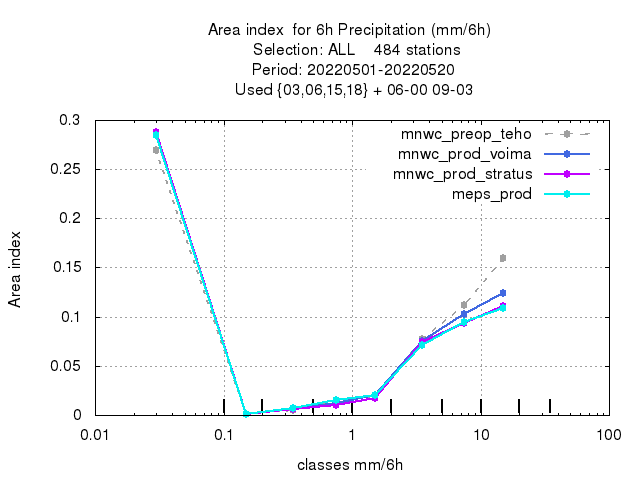 Area index  for 6h Precipitation (mm/6h)
Selection: ALL    484 stations
Period: 20220501-20220520
Used {03,06,15,18} + 06-00 09-03
mnwc_preop_teho
mnwc_prod_voima
mnwc_prod_stratus
meps_prod
0.3
0.25
0.2
0.15
0.1
0.05
0
Area index
0.01 0.1 1 10 100
classes mm/6h